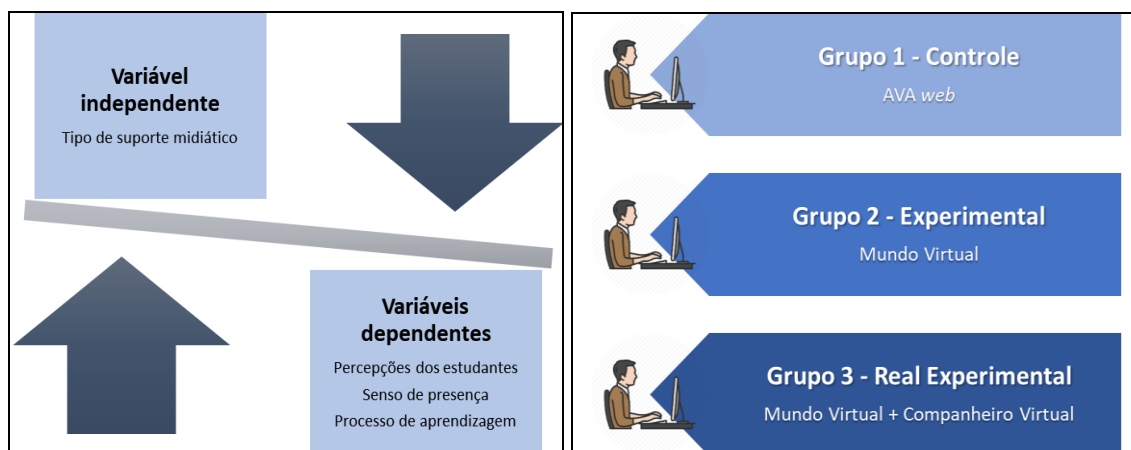 Variável
independente
Tipo de suporte midiático
Variáveis
dependentes
Percepções dos estudantes
Senso de presença
Processo de aprendizagem
Grupo 1 - Controle
AVA web
Grupo 2 - Experimental
Mundo Virtual
Grupo 3 - Real Experimental
Mundo Virtual + Companheiro Virtual